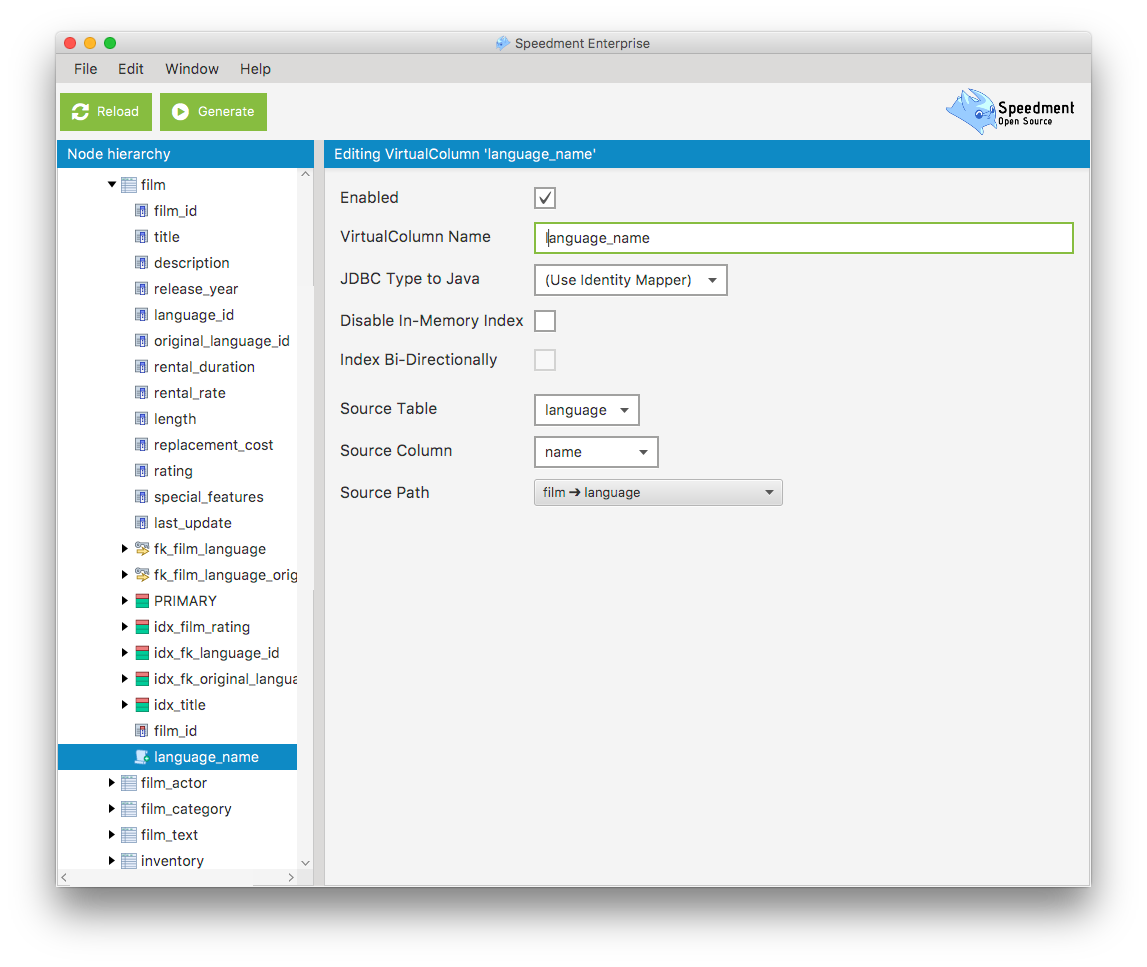 Speedment Enterprise
File Edit Window Help
Reload Generate
Speedment
Open Source
Node hierarchy
film
film_id
title
description
release_year
language_id
original_language_id
rental_duration
rental_rate
length
replacement_cost
rating
special_features
last_update
fk_film_language
fk_film_language_orig
PRIMARY
idx_film_rating
idx_fk_language_id
idx_fk_original_langua
idx_title
film_id
language_name
film_actor
film_category
film_text
inventory
Editing VirtualColumn 'language_name'
Enabled
VirtualColumn Name language_name
JDBC Type to Java (Use Identity Mapper)
Disable In-Memory Index
Index Bi-Directionally
Source Table language
Source Column name
Source Path film ➔ language